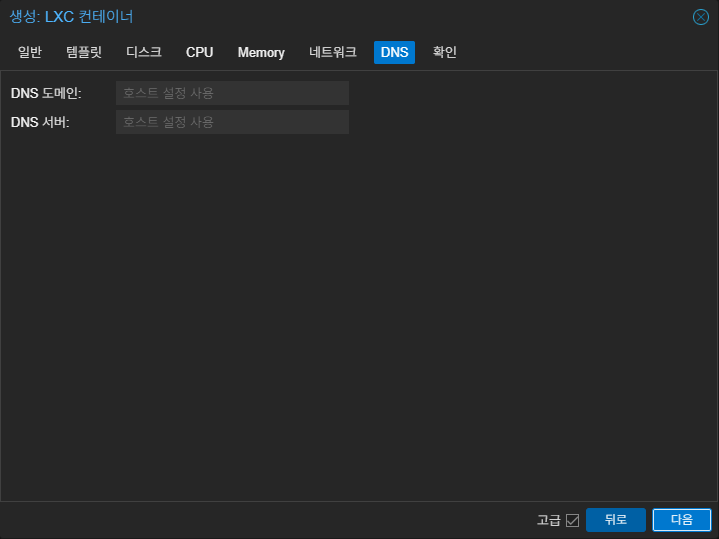 생성: LXC 컨테이너
일반 템플릿 디스크 CPU Memory 네트워크 DNS 확인
DNS 도메인: 호스트 설정 사용
DNS 서버: 호스트 설정 사용
고급 뒤로 다음